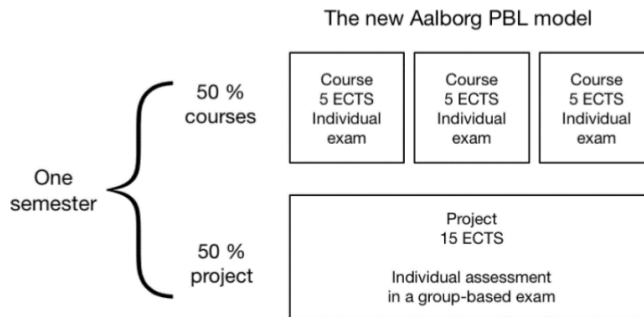 The new Aalborg PBL model
One
semester
50 %
courses
Course
5 ECTS
Individual
exam
Course
5 ECTS
Individual
exam
Course
5 ECTS
Individual
exam
50 %
project
Project
15 ECTS
Individual assessment
in a group-based exam